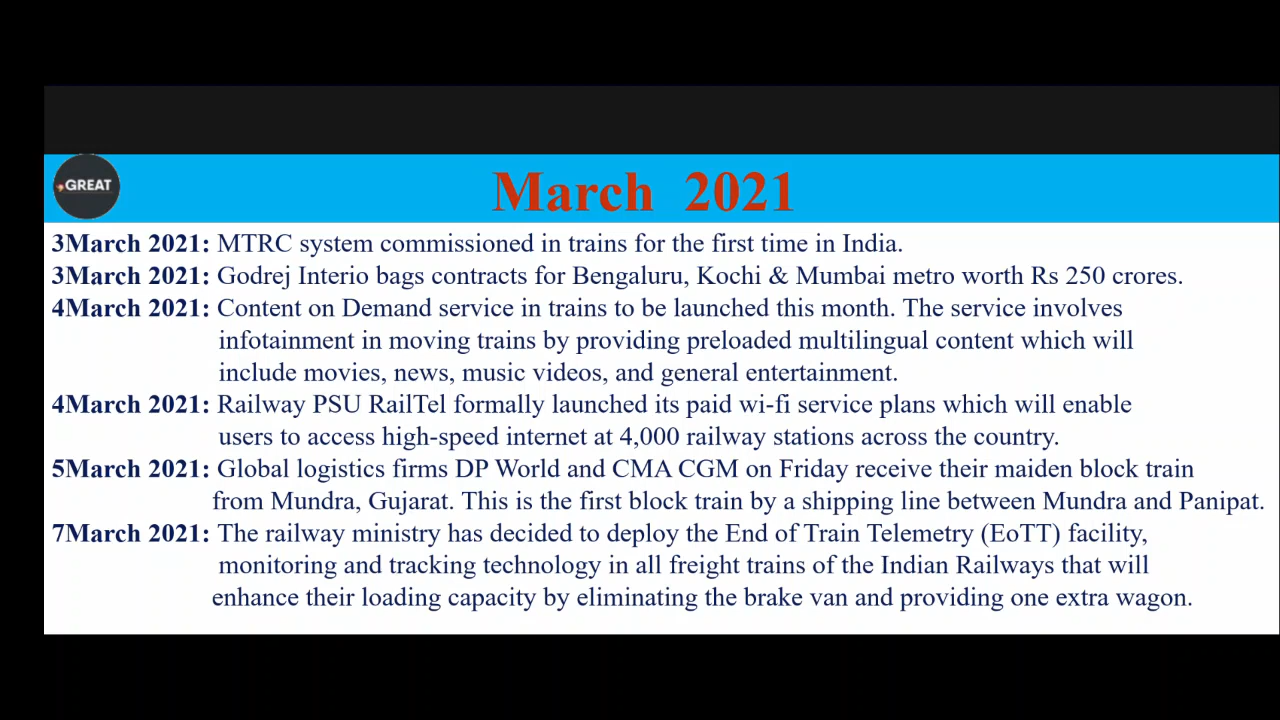 GREAT
March 2021
3March 2021: MTRC system commissioned in trains for the first time in India.
3March 2021: Godrej Interio bags contracts for Bengaluru, Kochi & Mumbai metro worth Rs 250 crores.
4March 2021: Content on Demand service in trains to be launched this month. The service involves
infotainment in moving trains by providing preloaded multilingual content which will
include movies, news, music videos, and general entertainment.
4March 2021: Railway PSU RailTel formally launched its paid wi-fi service plans which will enable
users to access high-speed internet at 4,000 railway stations across the country.
5March 2021: Global logistics firms DP World and CMA CGM on Friday receive their maiden block train
from Mundra, Gujarat. This is the first block train by a shipping line between Mundra and Panipat.
7March 2021: The railway ministry has decided to deploy the End of Train Telemetry (EoTT) facility,
monitoring and tracking technology in all freight trains of the Indian Railways that will
enhance their loading capacity by eliminating the brake van and providing one extra wagon.